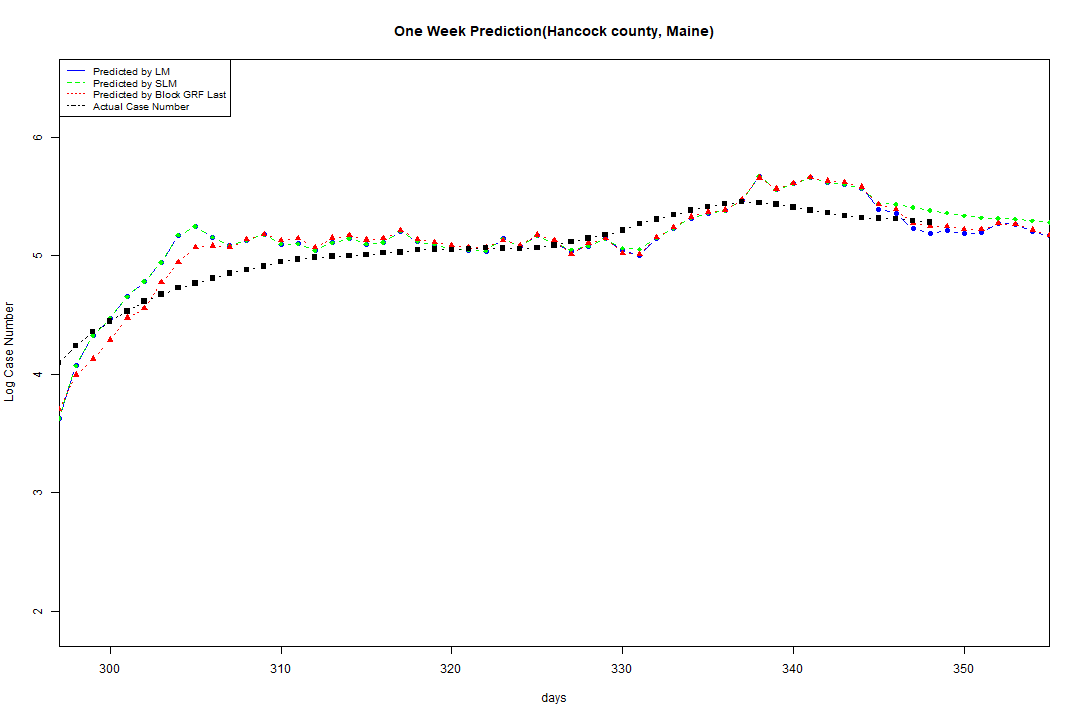 One Week Prediction(Hancock county, Maine)
Predicted by LM
Predicted by SLM
Predicted by Block GRF Last
Actual Case Number
6
5
4
3
2
Log Case Number
300 310 320 330 340 350
days